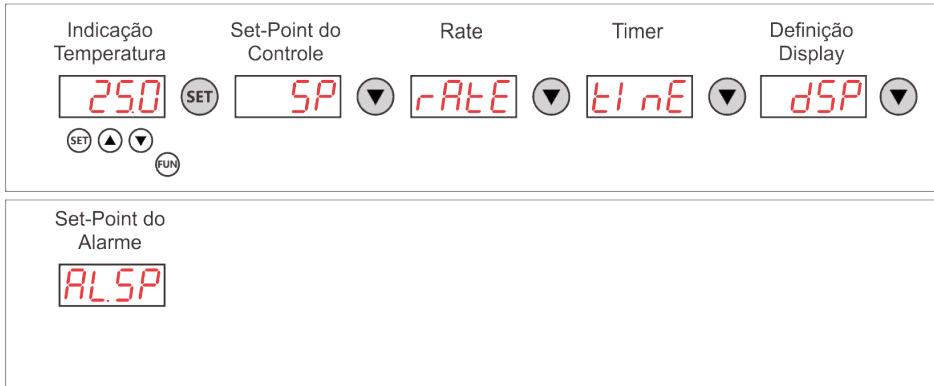 Indicação Temperatura
Set-Point do Controle
Rate
Timer
Definição Display
25.0 SET SP rAtE tI nE dSP
SET
FUN
Set-Point do
Alarme
AL.SP